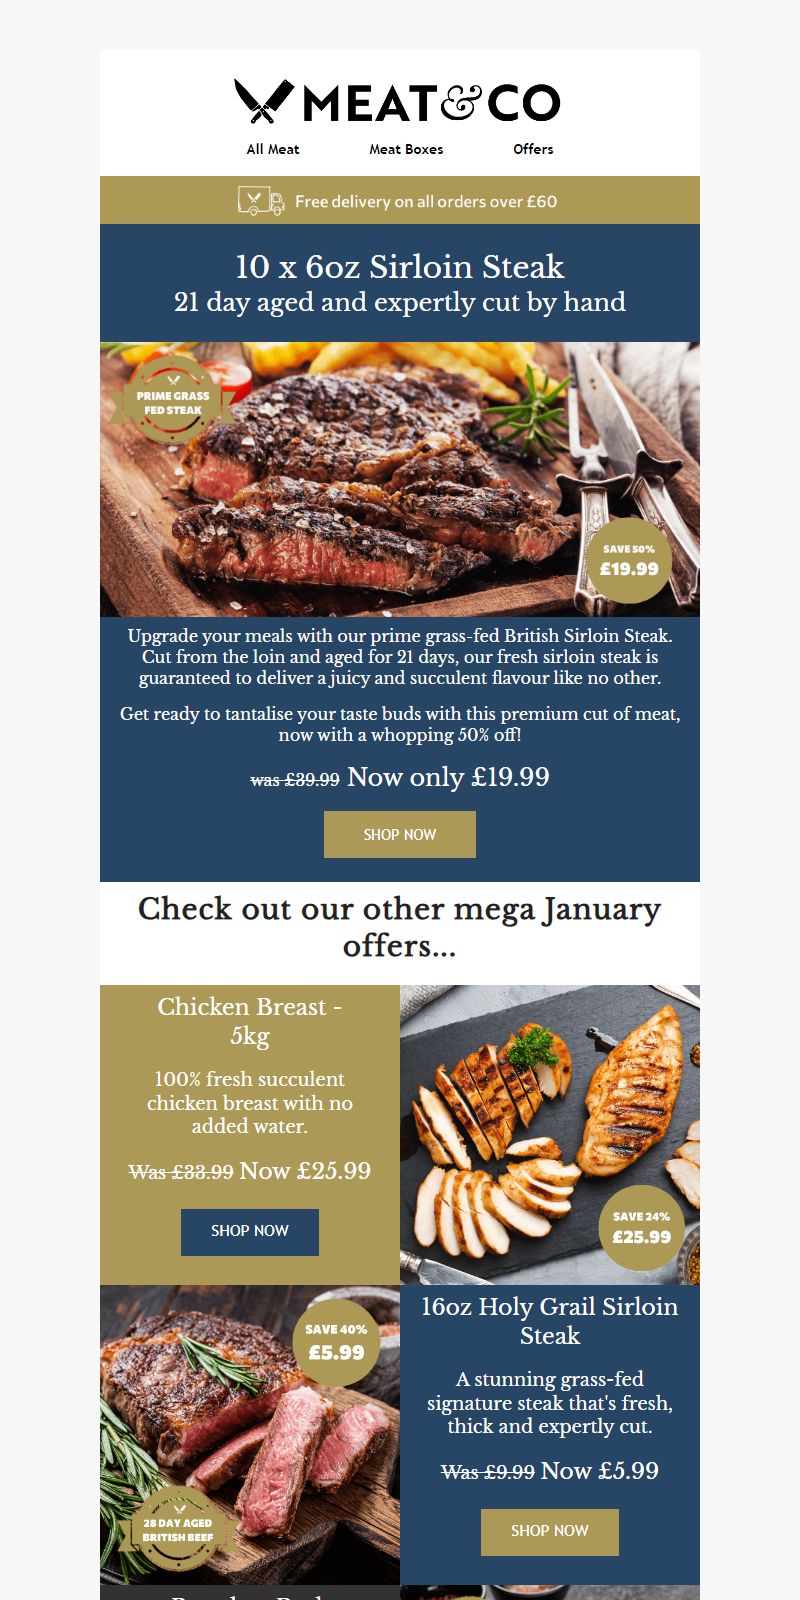 MEAT&CO
All Meat Meat Boxes Offers
Free delivery on all orders over £60
10 x 6oz Sirloin Steak
21 day aged and expertly cut by hand
PRIME GRASS
FED STEAK
SAVE 50%
£19.99
Upgrade your meals with our prime grass-fed British Sirloin Steak.
Cut from the loin and aged for 21 days, our fresh sirloin steak is
guaranteed to deliver a juicy and succulent flavour like no other.
Get ready to tantalise your taste buds with this premium cut of meat,
now with a whopping 50% off!
was £39.99 Now only £19.99
SHOP NOW
Check out our other mega January
offers...
Chicken Breast -
5kg
100% fresh succulent
chicken breast with no
added water.
Was £33.99 Now £25.99
SHOP NOW
SAVE 24%
£25.99
SAVE 40%
£5.99
28 DAY AGED
BRITISH BEEF
16oz Holy Grail Sirloin
Steak
A stunning grass-fed
signature steak that's fresh,
thick and expertly cut.
Was £9.99 Now £5.99
SHOP NOW